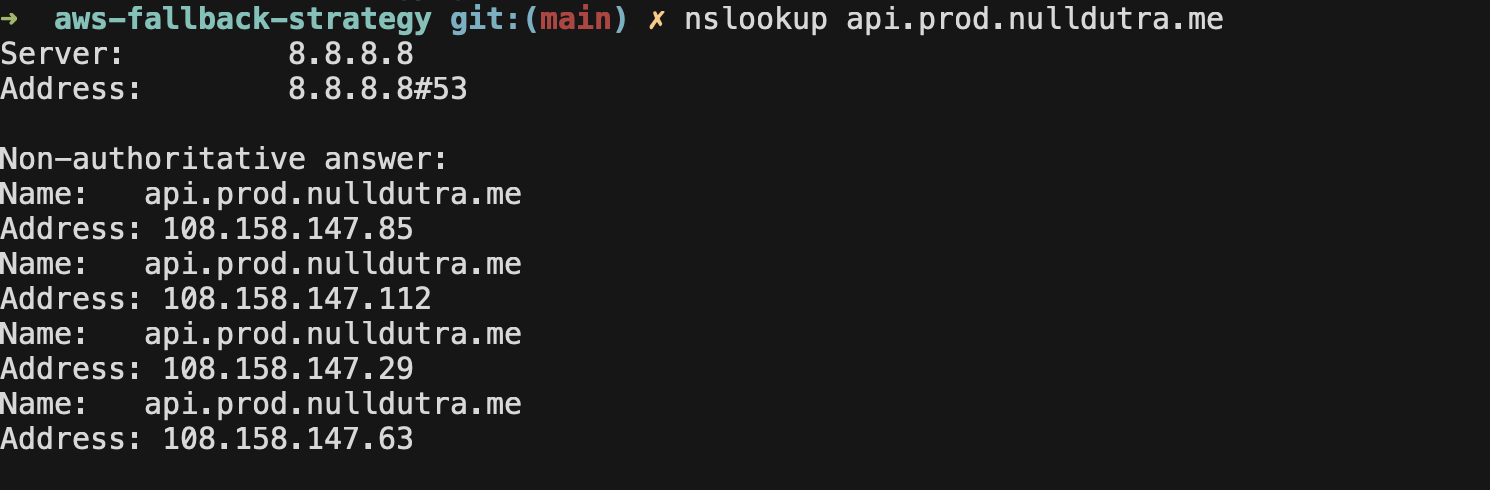 ➜  aws-fallback-strategy git:(main) ✗ nslookup api.prod.nulldutra.me
Server:         8.8.8.8
Address:        8.8.8.8#53

Non-authoritative answer:
Name:   api.prod.nulldutra.me
Address: 108.158.147.85
Name:   api.prod.nulldutra.me
Address: 108.158.147.112
Name:   api.prod.nulldutra.me
Address: 108.158.147.29
Name:   api.prod.nulldutra.me
Address: 108.158.147.63